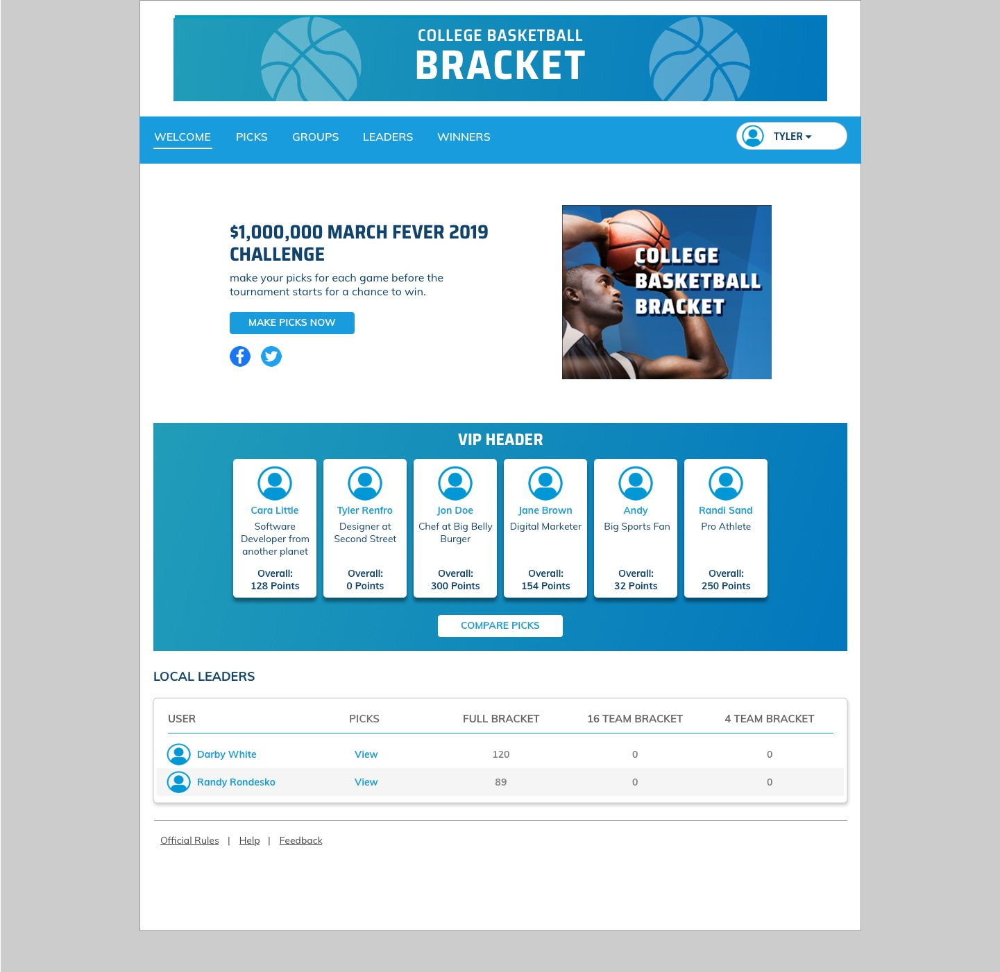 COLLEGE BASKETBALL
BRACKET
WELCOME PICKS GROUPS LEADERS WINNERS TYLER
$1,000,000 MARCH FEVER 2019
CHALLENGE
make your picks for each game before the
tournament starts for a chance to win.
MAKE PICKS NOW
COLLEGE
BASKETBALL
BRACKET
VIP HEADER
Cara Little
Software
Developer from
another planet
Overall:
128 Points
Tyler Renfro
Designer at
Second Street
Overall:
0 Points
Jon Doe
Chef at Big Belly
Burger
Overall:
300 Points
Jane Brown
Digital Marketer
Overall:
154 Points
Andy
Big Sports Fan
Overall:
32 Points
Randi Sand
Pro Athlete
Overall:
250 Points
COMPARE PICKS
LOCAL LEADERS
USER PICKS FULL BRACKET 16 TEAM BRACKET 4 TEAM BRACKET
Darby White View 120 0 0
Randy Rondesko View 89 0 0
Official Rules | Help | Feedback